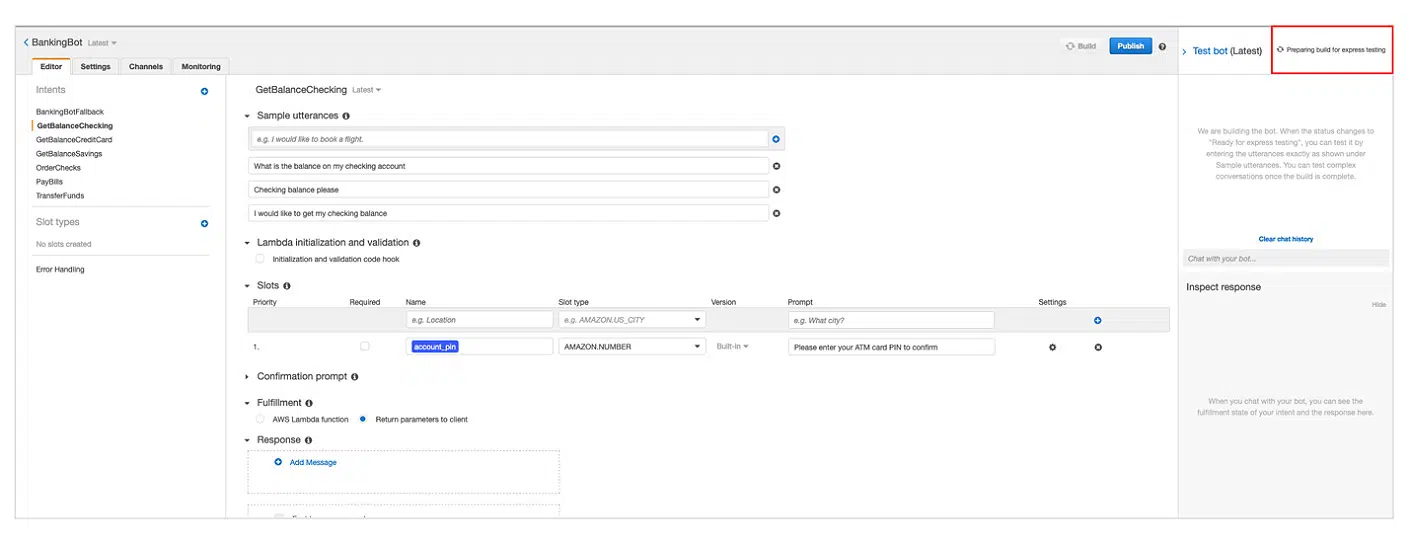 BankingBot Latest
Build Publish
Test bot (Latest) Preparing build for express testing
Editor Settings Channels Monitoring
Intents
BankingBotFallback
GetBalanceChecking
GetBalanceCreditCard
GetBalanceSavings
OrderChecks
PayBills
TransferFunds
Slot types
No slots created
Error Handling
GetBalanceChecking Latest
Sample utterances
e.g. I would like to book a flight.
What is the balance on my checking account
Checking balance please
I would like to get my checking balance
Lambda initialization and validation
Initialization and validation code hook
Slots
Priority Required Name Slot type Version Prompt Settings
e.g. Location e.g. AMAZON.US_CITY e.g. What city?
1. account_pin AMAZON.NUMBER Built-in Please enter your ATM card PIN to confirm
Confirmation prompt
Fulfillment
AWS Lambda function Return parameters to client
Response
Add Message
We are building the bot. When the status changes to
"Ready for express testing", you can test it by
entering the utterances exactly as shown under
Sample utterances. You can test complex
conversations once the build is complete.
Clear chat history
Chat with your bot...
Inspect response
Hide
When you chat with your bot, you can see the
fulfillment state of your intent and the response here.